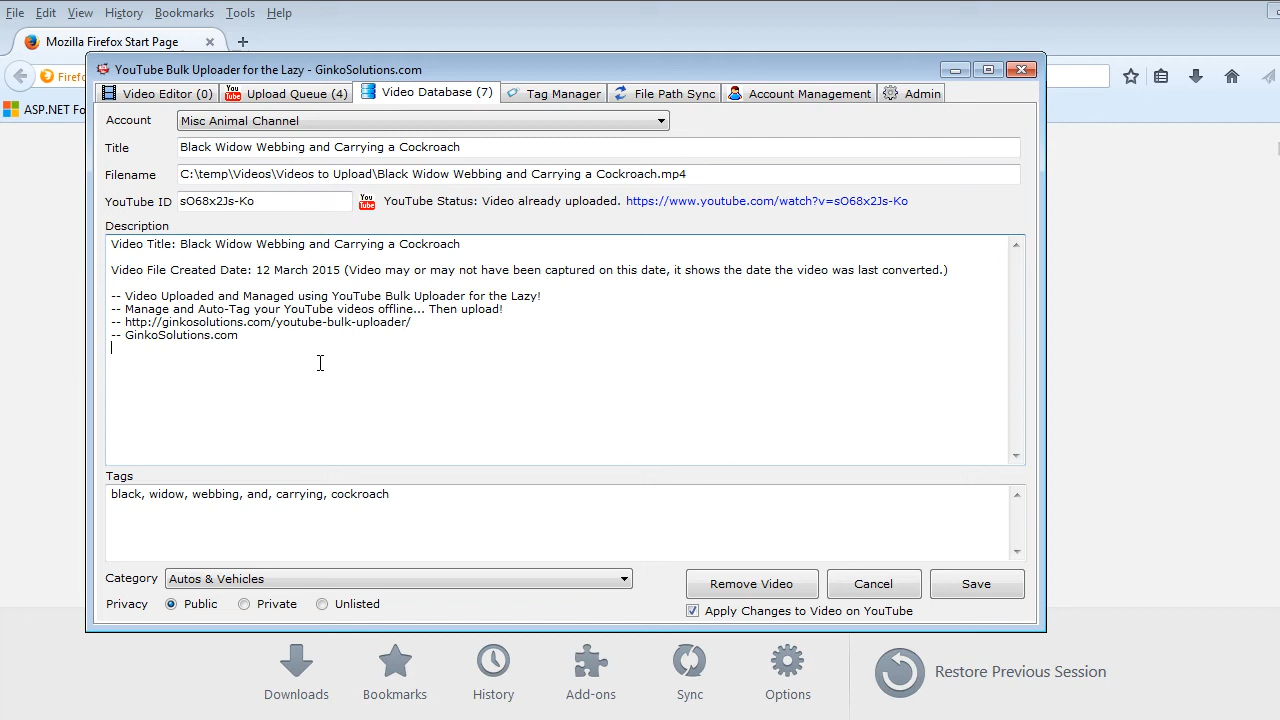 File Edit View History Bookmarks Tools Help
Mozilla Firefox Start Page
Firef
ASP.NET Fo
YouTube Bulk Uploader for the Lazy - GinkoSolutions.com
Video Editor (0) Upload Queue (4) Video Database (7) Tag Manager File Path Sync Account Management Admin
Account Misc Animal Channel
Title Black Widow Webbing and Carrying a Cockroach
Filename C:\temp\Videos\Videos to Upload\Black Widow Webbing and Carrying a Cockroach.mp4
YouTube ID sO68x2Js-Ko You Tube YouTube Status: Video already uploaded. https://www.youtube.com/watch?v=sO68x2Js-Ko
Description
Video Title: Black Widow Webbing and Carrying a Cockroach
Video File Created Date: 12 March 2015 (Video may or may not have been captured on this date, it shows the date the video was last converted.)
-- Video Uploaded and Managed using YouTube Bulk Uploader for the Lazy!
-- Manage and Auto-Tag your YouTube videos offline... Then upload!
-- http://ginkosolutions.com/youtube-bulk-uploader/
-- GinkoSolutions.com
Tags
black, widow, webbing, and, carrying, cockroach
Category Autos & Vehicles
Remove Video Cancel Save
Privacy Public Private Unlisted
Apply Changes to Video on YouTube
Downloads Bookmarks History Add-ons Sync Options
Restore Previous Session